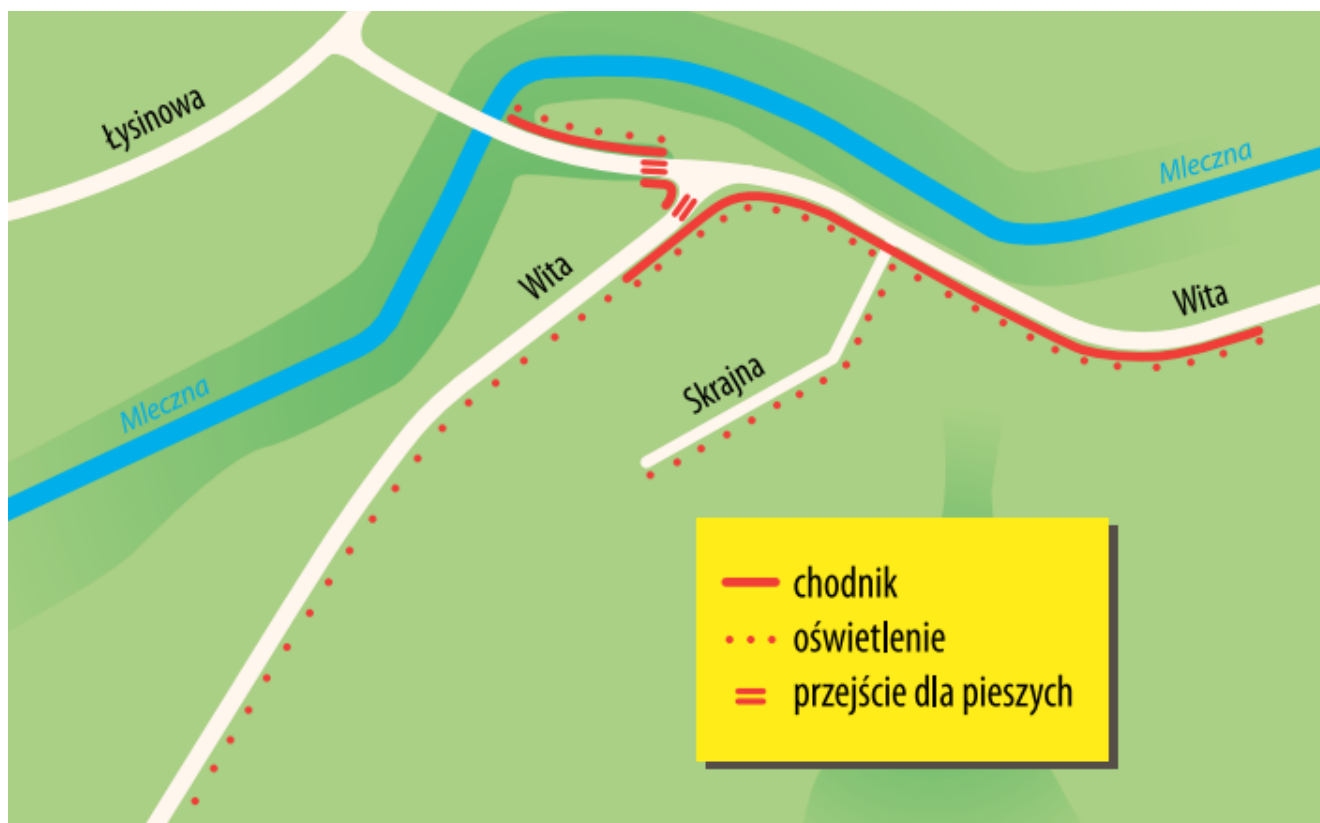 Łysinowa
Mleczna
Wita
Wita
Mleczna
Skrajna
chodnik
oświetlenie
przejście dla pieszych